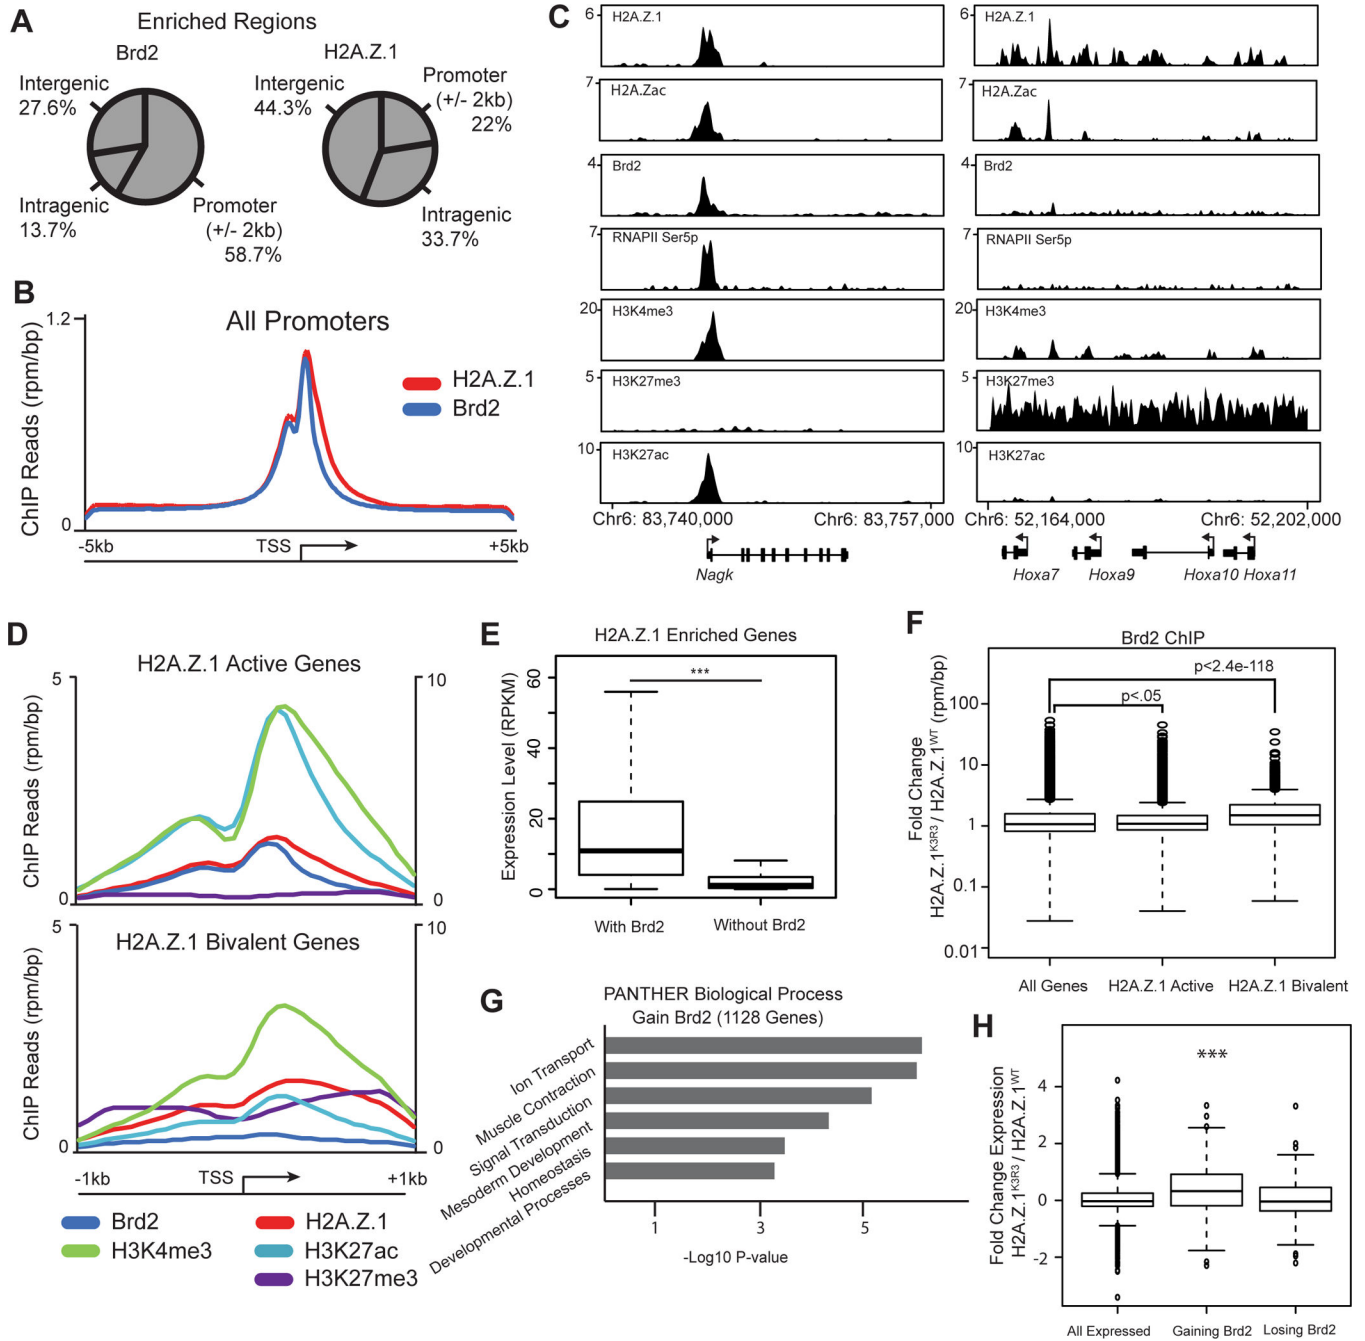 A
Enriched Regions
Brd2
H2A.Z.1
Intergenic
27.6%
Intragenic
13.7%
Promoter
(+/- 2kb)
58.7%
Intergenic
44.3%
Promoter
(+/- 2kb)
22%
Intragenic
33.7%
B
All Promoters
ChIP Reads (rpm/bp)
1.2
0
H2A.Z.1
Brd2
-5kb
TSS
+5kb
C
6
H2A.Z.1
7
H2A.Zac
4
Brd2
7
RNAPII Ser5p
20
H3K4me3
5
H3K27me3
10
H3K27ac
Chr6: 83,740,000
Chr6: 83,757,000
Nagk
6
H2A.Z.1
7
H2A.Zac
4
Brd2
7
RNAPII Ser5p
20
H3K4me3
5
H3K27me3
10
H3K27ac
Chr6: 52,164,000
Chr6: 52,202,000
Hoxa7
Hoxa9
Hoxa10
Hoxa11
D
H2A.Z.1 Active Genes
ChIP Reads (rpm/bp)
5
0
10
0
H2A.Z.1 Bivalent Genes
ChIP Reads (rpm/bp)
5
0
10
0
-1kb
TSS
+1kb
Brd2
H2A.Z.1
H3K4me3
H3K27ac
H3K27me3
E
H2A.Z.1 Enriched Genes
Expression Level (RPKM)
60
40
20
0
***
With Brd2
Without Brd2
F
Brd2 ChIP
Fold Change
H2A.Z.1K3R3 / H2A.Z.1WT (rpm/bp)
100
10
1
0.1
0.01
p<2.4e-118
p<.05
All Genes
H2A.Z.1 Active
H2A.Z.1 Bivalent
G
PANTHER Biological Process
Gain Brd2 (1128 Genes)
Ion Transport
Muscle Contraction
Signal Transduction
Mesoderm Development
Homeostasis
Developmental Processes
1
3
5
-Log10 P-value
H
Fold Change Expression
H2A.Z.1K3R3 / H2A.Z.1WT
4
2
0
-2
***
All Expressed
Gaining Brd2
Losing Brd2